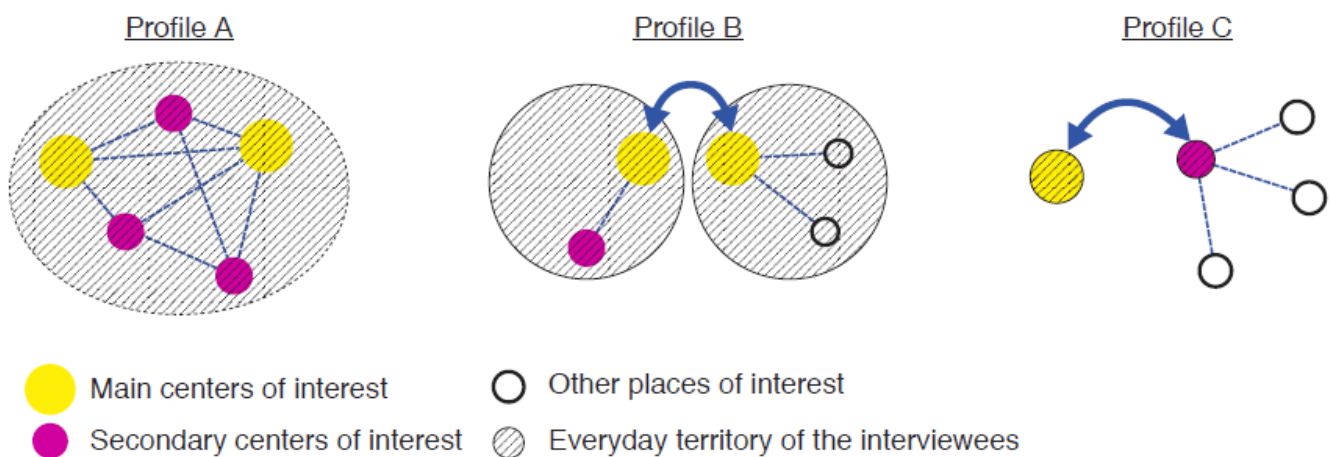 Profile A
Profile B
Profile C
Main centers of interest
Other places of interest
Secondary centers of interest
Everyday territory of the interviewees